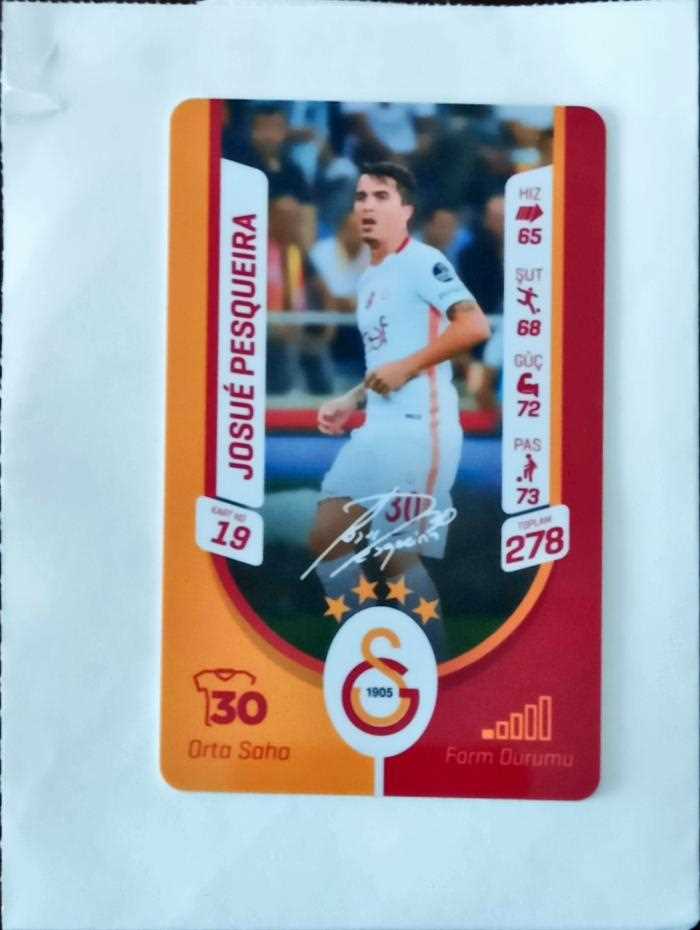 JOSUÉ PESQUEIRA
KART NO
19
HIZ
65
ŞUT
68
GÜÇ
72
PAS
73
TOPLAM
278
30
30
1905
30
Orta Saha
Form Durumu